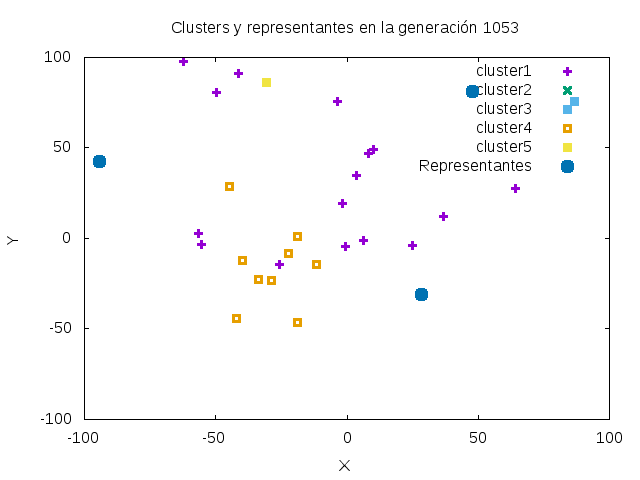 Clusters y representantes en la generación 1053
100
50
0
-50
-100
-100
-50
0
50
100
Y
X
cluster1
cluster2
cluster3
cluster4
cluster5
Representantes